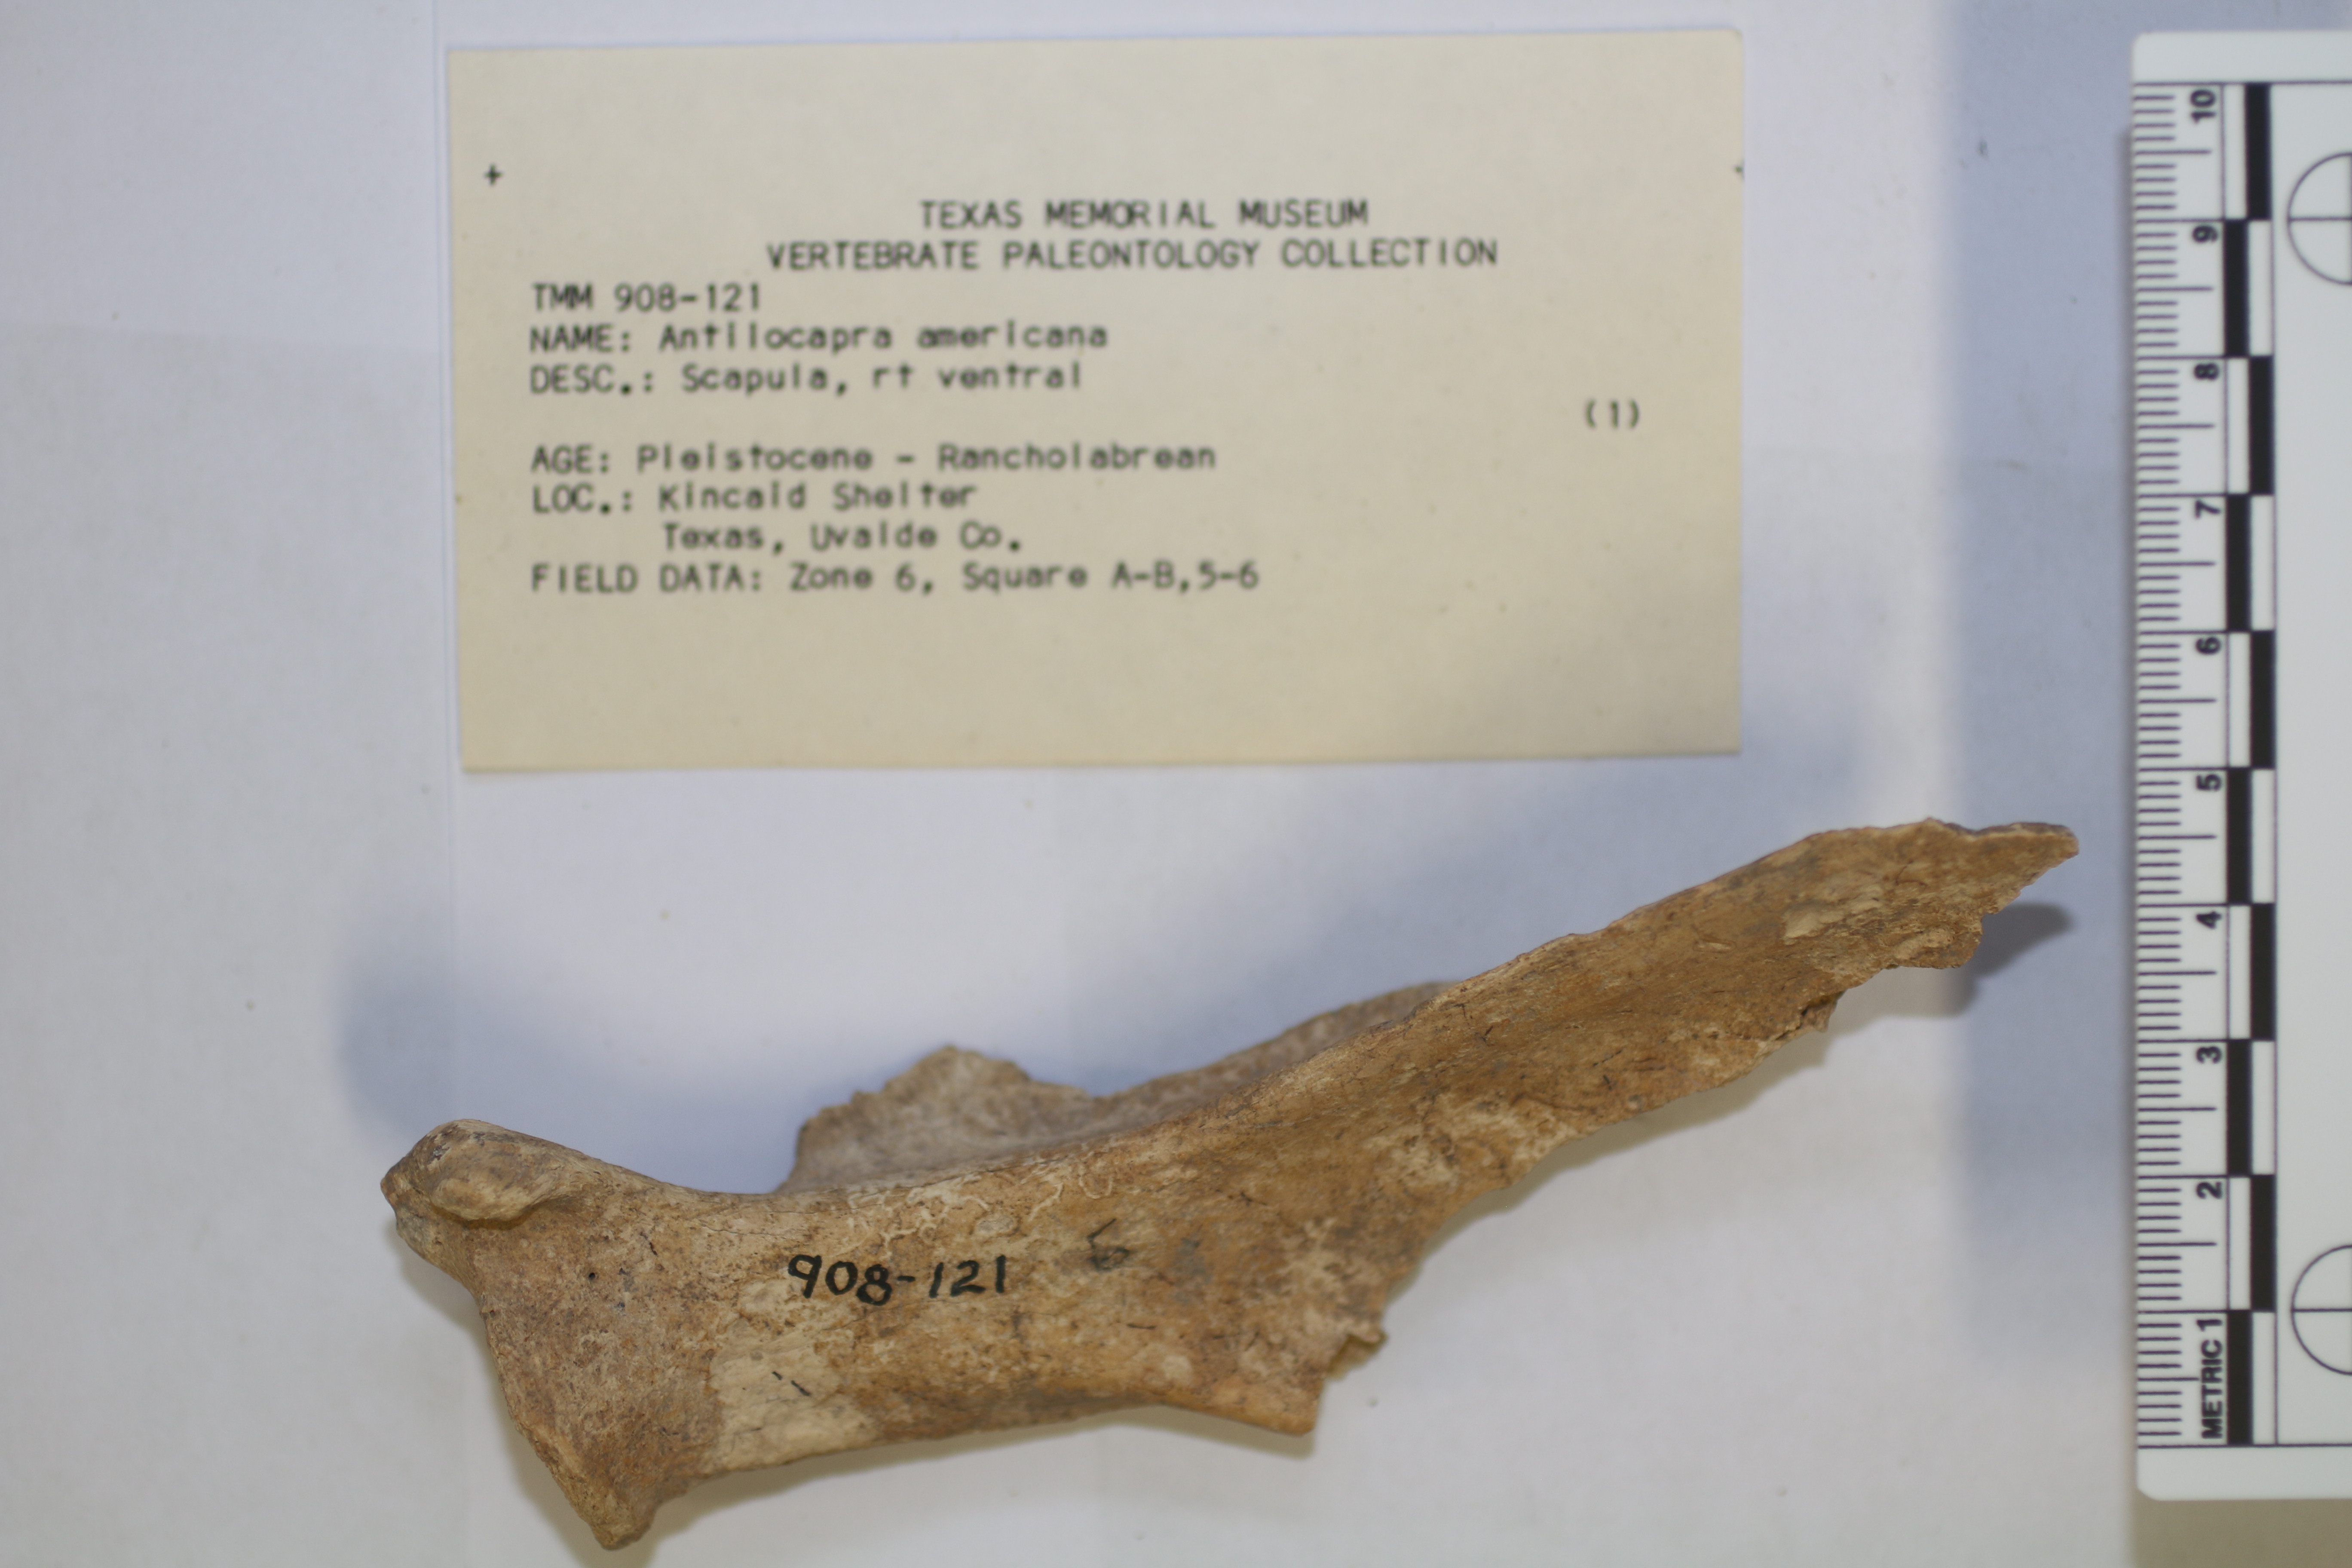 +
TEXAS MEMORIAL MUSEUM
VERTEBRATE PALEONTOLOGY COLLECTION
TMM 908-121
NAME: Antilocapra americana
DESC.: Scapula, rt ventral
(1)
AGE: Pleistocene - Rancholabrean
LOC.: Kincaid Shelter
Texas, Uvalde Co.
FIELD DATA: Zone 6, Square A-B,5-6
908-121
6
10
9
8
7
6
5
4
3
2
METRIC 1